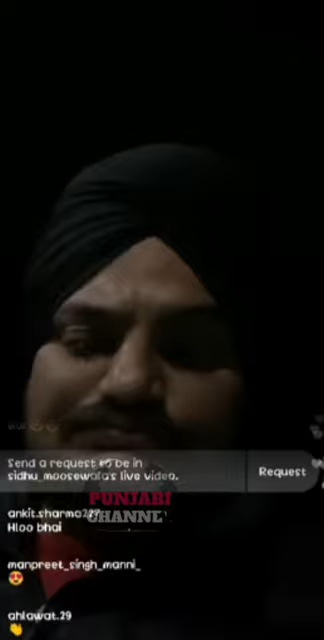 Send a request to be in
sidhu_moosewala's live video.
Request
PUNJABI
CHANNEL
ankit.sharma
Hloo bhai
manpreet_singh_manni_
😍
ahlawat.29
👏